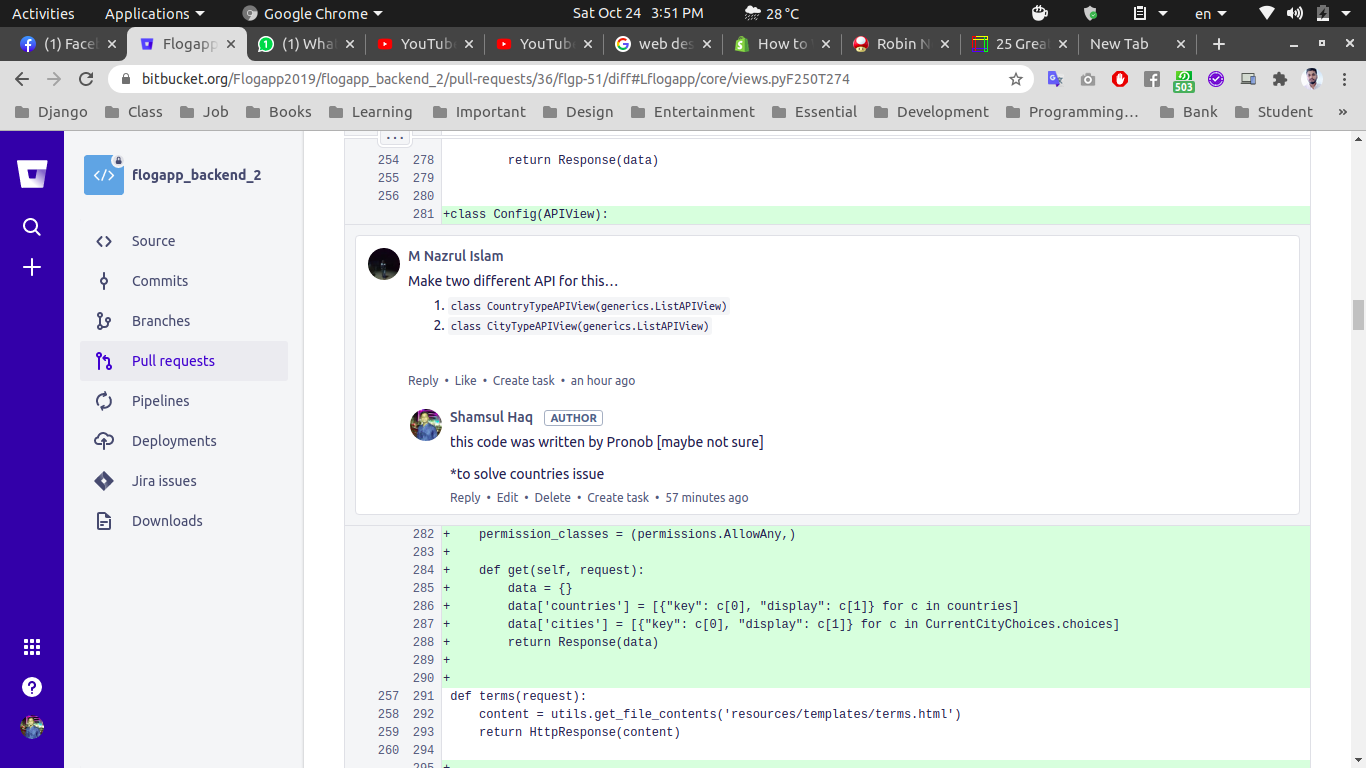 Activities Applications Google Chrome Sat Oct 24 3:51 PM 28 °C en
(1) Face Flogapp (1) Wha YouTub YouTub web des How to Robin N 25 Grea New Tab
bitbucket.org/Flogapp2019/flogapp_backend_2/pull-requests/36/flgp-51/diff#Lflogapp/core/views.pyF250T274 503
Django Class Job Books Learning Important Design Entertainment Essential Development Programming... Bank Student »
flogapp_backend_2
Source
Commits
Branches
Pull requests
Pipelines
Deployments
Jira issues
Downloads
...
254 278 return Response(data)
255 279
256 280
281 +class Config(APIView):
M Nazrul Islam
Make two different API for this…
1. class CountryTypeAPIView(generics.ListAPIView)
2. class CityTypeAPIView(generics.ListAPIView)
Reply • Like • Create task • an hour ago
Shamsul Haq AUTHOR
this code was written by Pronob [maybe not sure]
*to solve countries issue
Reply • Edit • Delete • Create task • 57 minutes ago
282 + permission_classes = (permissions.AllowAny,)
283 +
284 + def get(self, request):
285 + data = {}
286 + data['countries'] = [{"key": c[0], "display": c[1]} for c in countries]
287 + data['cities'] = [{"key": c[0], "display": c[1]} for c in CurrentCityChoices.choices]
288 + return Response(data)
289 +
290 +
257 291 def terms(request):
258 292 content = utils.get_file_contents('resources/templates/terms.html')
259 293 return HttpResponse(content)
260 294
295 +